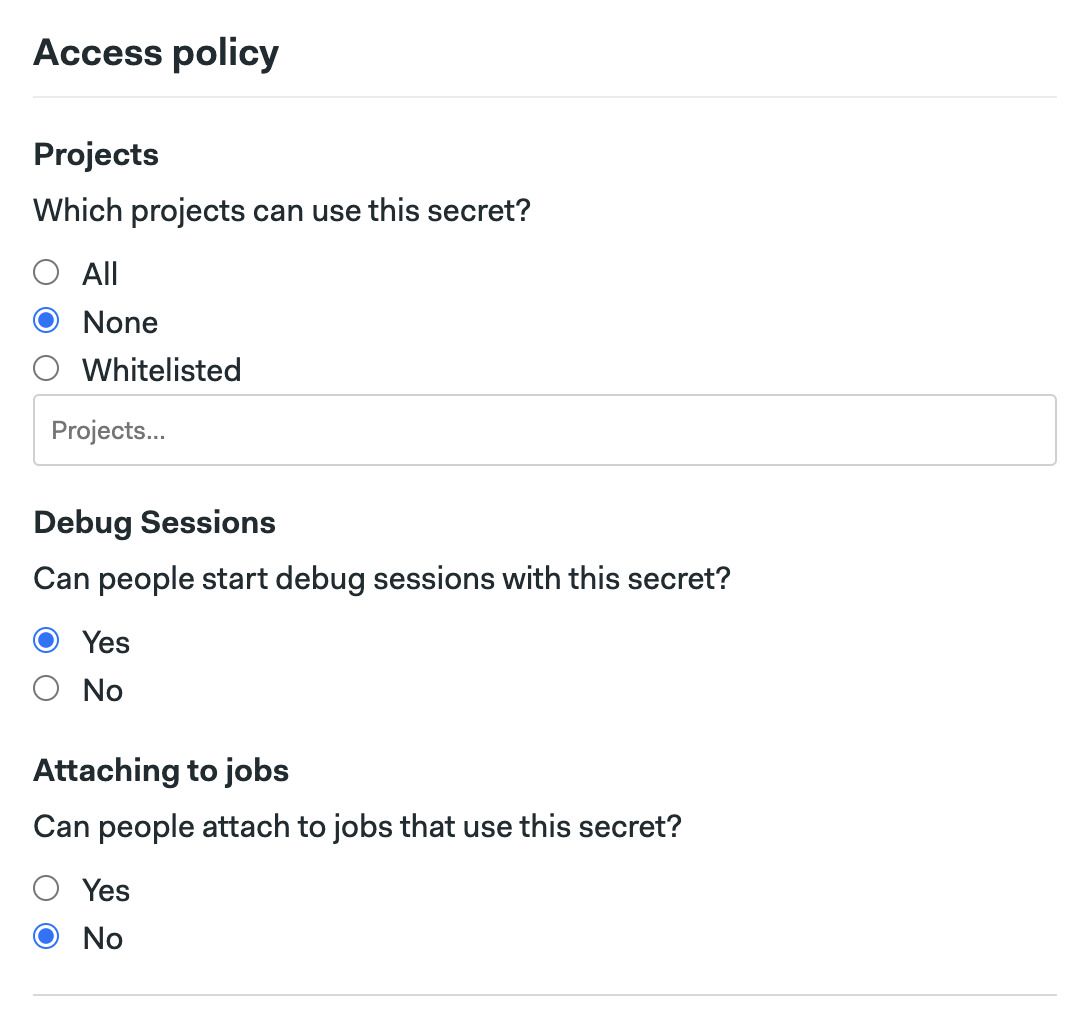 Access policy
Projects
Which projects can use this secret?
All
None
Whitelisted
Projects...
Debug Sessions
Can people start debug sessions with this secret?
Yes
No
Attaching to jobs
Can people attach to jobs that use this secret?
Yes
No